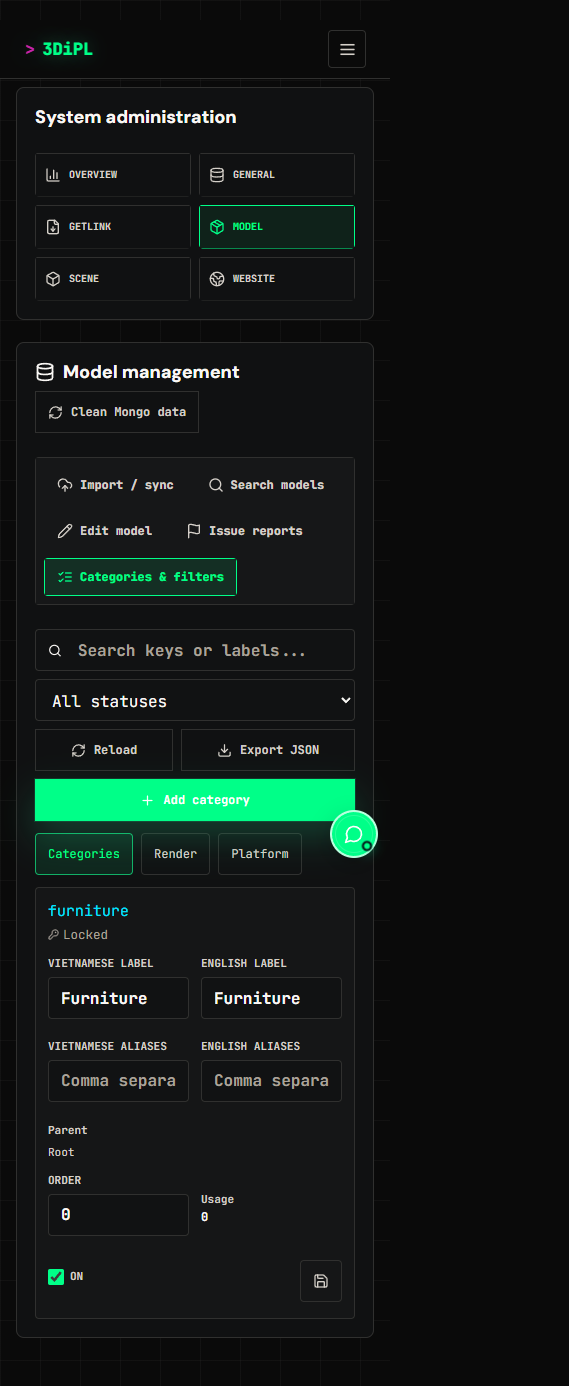 > 3DiPL
System administration
OVERVIEW
GENERAL
GETLINK
MODEL
SCENE
WEBSITE
Model management
Clean Mongo data
Import / sync
Search models
Edit model
Issue reports
Categories & filters
Search keys or labels...
All statuses
Reload
Export JSON
+ Add category
Categories
Render
Platform
furniture
Locked
VIETNAMESE LABEL
ENGLISH LABEL
Furniture
Furniture
VIETNAMESE ALIASES
ENGLISH ALIASES
Comma separa
Comma separa
Parent
Root
ORDER
Usage
0
0
ON